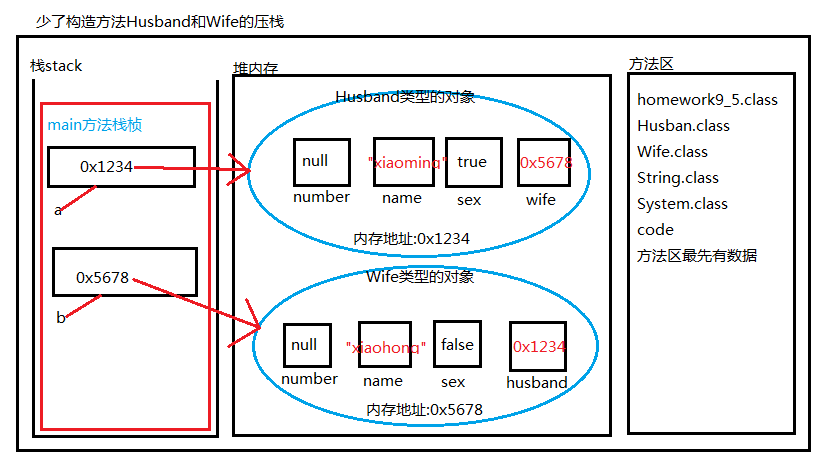 少了构造方法Husband和Wife的压栈
栈stack
main方法栈桢
0x1234
a
0x5678
b
堆内存
Husband类型的对象
null
"xiaoming"
true
0x5678
number
name
sex
wife
内存地址:0x1234
Wife类型的对象
null
"xiaohong"
false
0x1234
number
name
sex
husband
内存地址:0x5678
方法区
homework9_5.class
Husban.class
Wife.class
String.class
System.class
code
方法区最先有数据